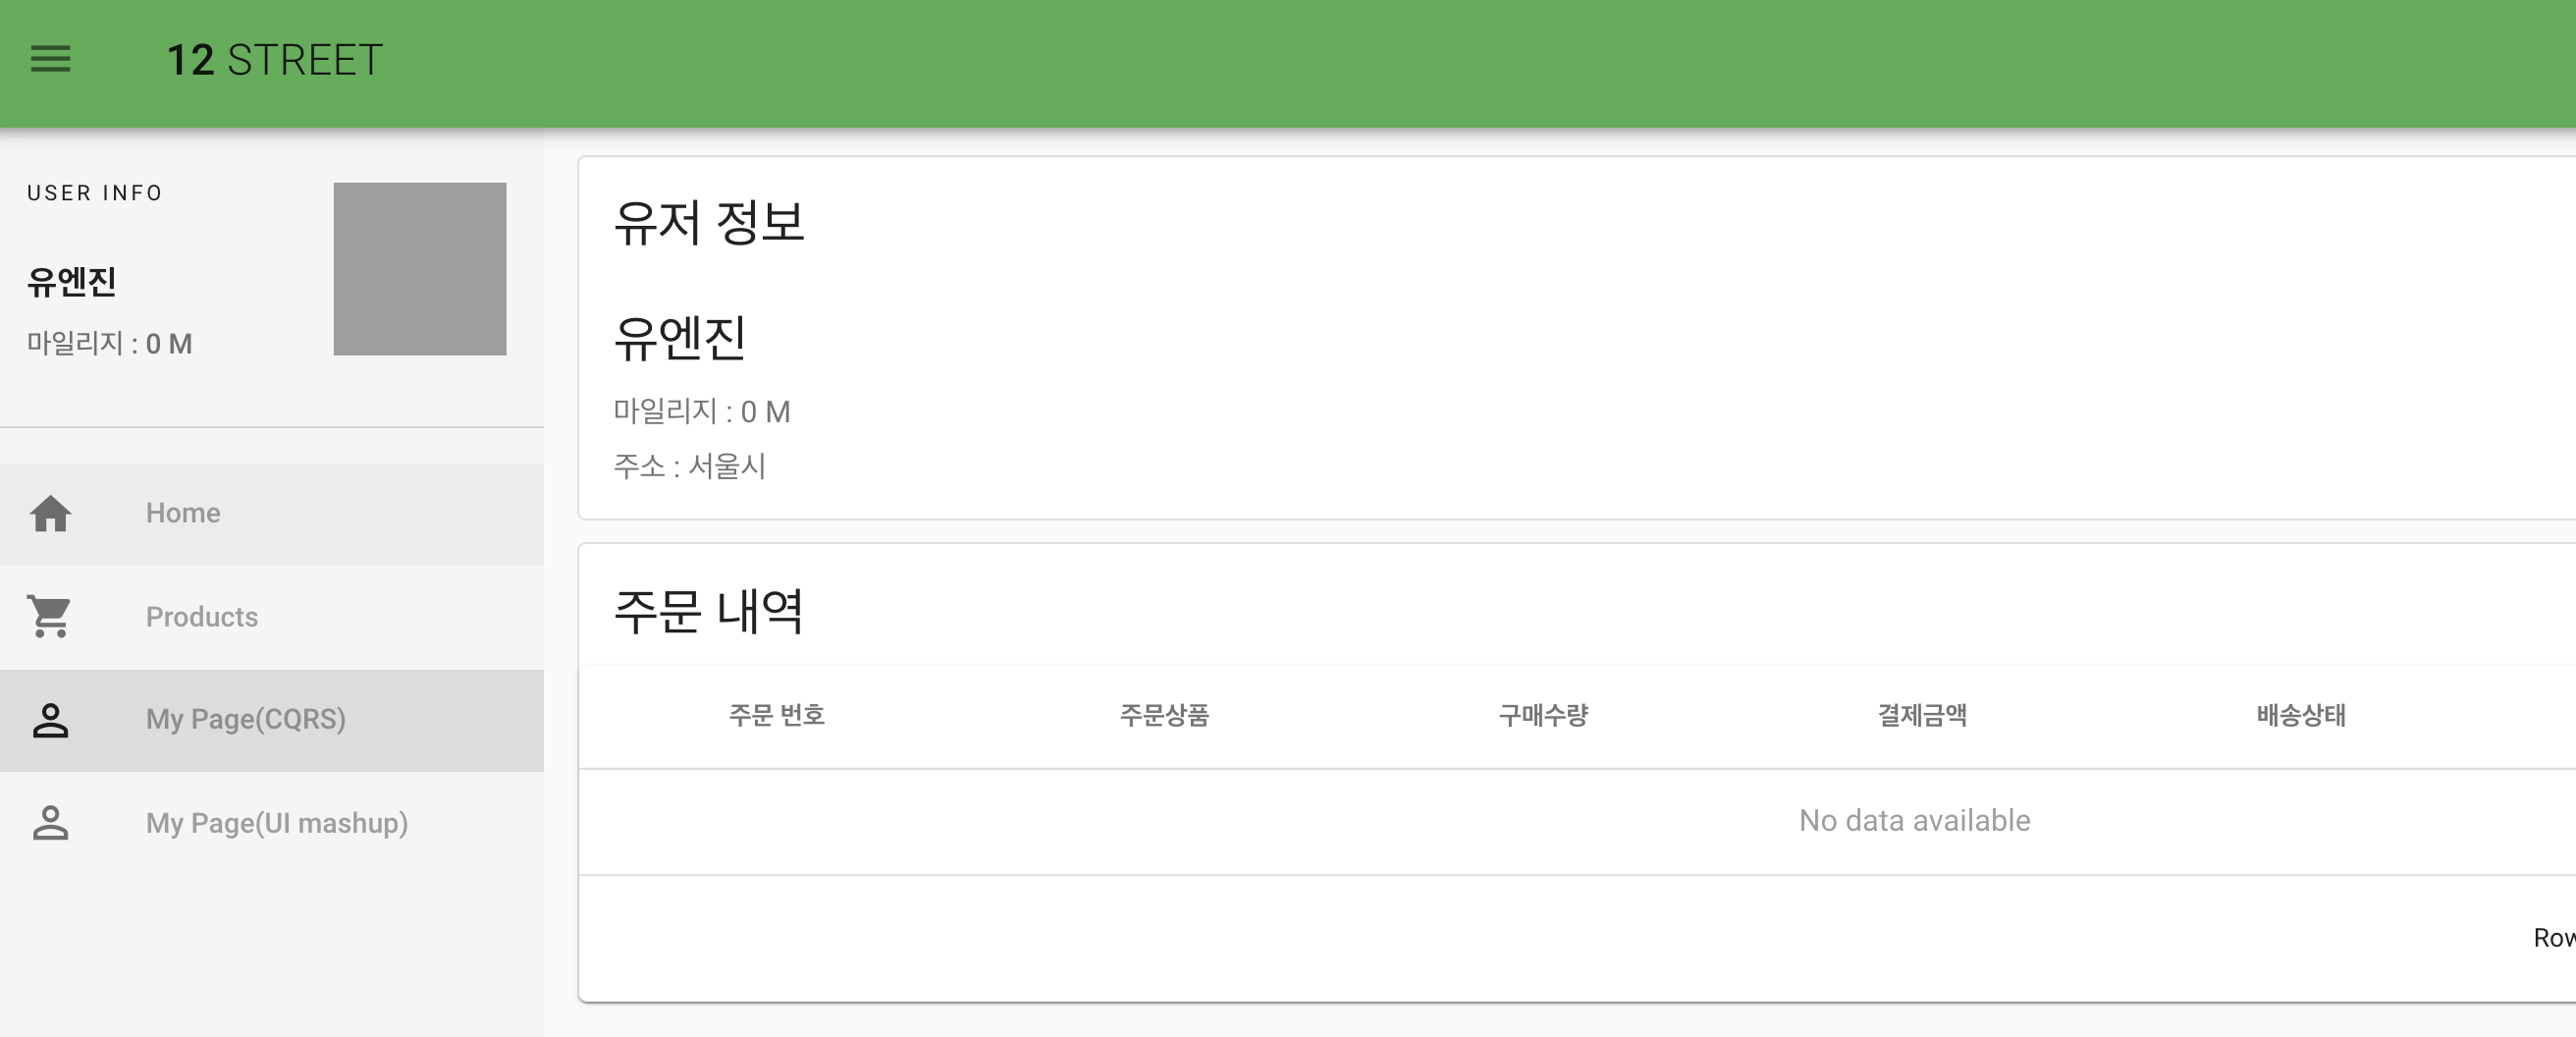 12 STREET
USER INFO
유엔진
마일리지 : 0 M
Home
Products
My Page(CQRS)
My Page(UI mashup)
유저 정보
유엔진
마일리지 : 0 M
주소 : 서울시
주문 내역
주문 번호 주문상품 구매수량 결제금액 배송상태
No data available
Row